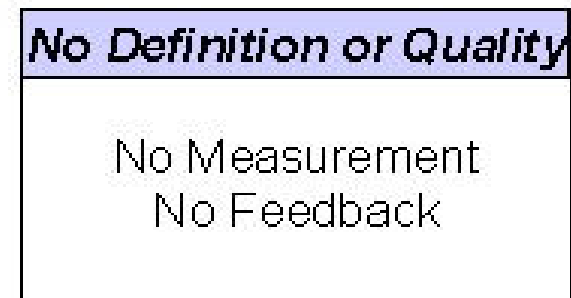 No Definition or Quality
No Measurement
No Feedback